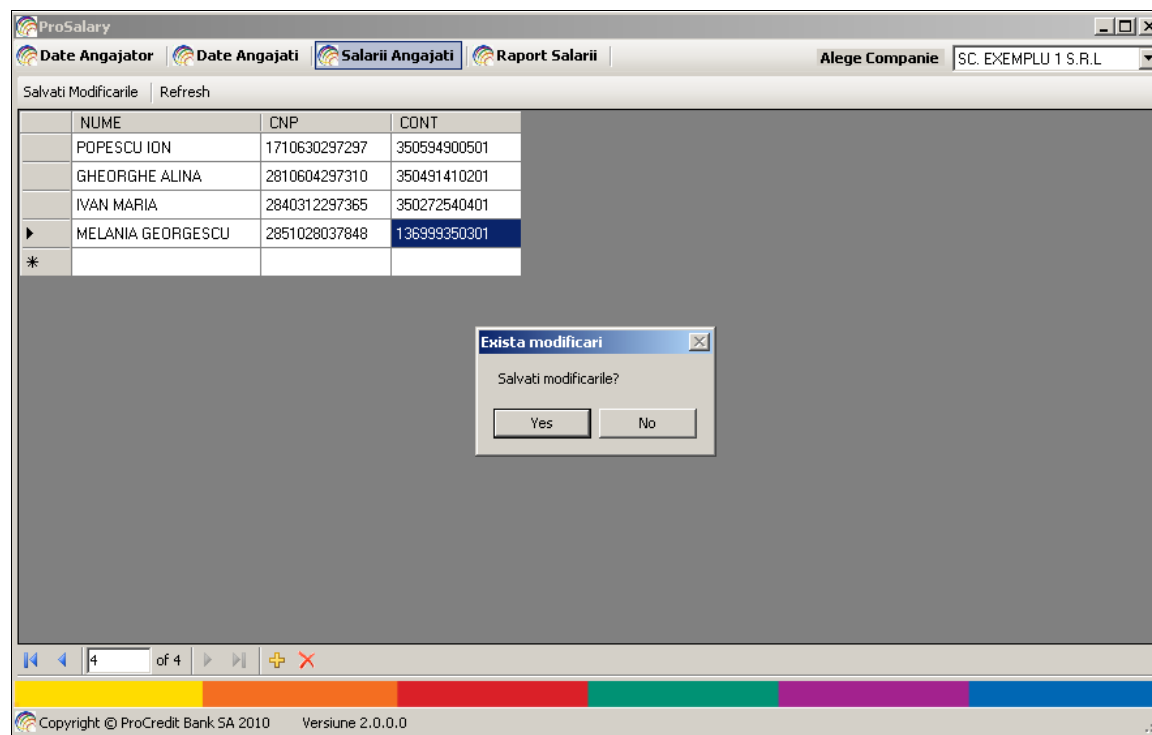 ProSalary
Date Angajator Date Angajati Salarii Angajati Raport Salarii Alege Companie SC. EXEMPLU 1 S.R.L
Salvati Modificarile Refresh
NUME CNP CONT
POPESCU ION 1710630297297 350594900501
GHEORGHE ALINA 2810604297310 350491410201
IVAN MARIA 2840312297365 350272540401
MELANIA GEORGESCU 2851028037848 136999350301
Exista modificari
Salvati modificarile?
Yes No
4 of 4
Copyright © ProCredit Bank SA 2010 Versiune 2.0.0.0